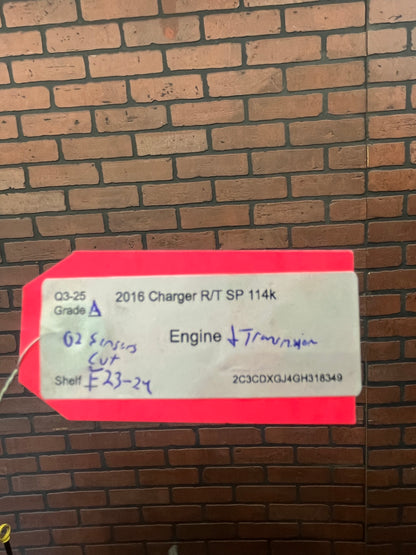 Q3-25 2016 Charger R/T SP 114k
Grade A
Engine + Transmission
O2 Sensors
Cut
Shelf E23-24
2C3CDXGJ4GH318349